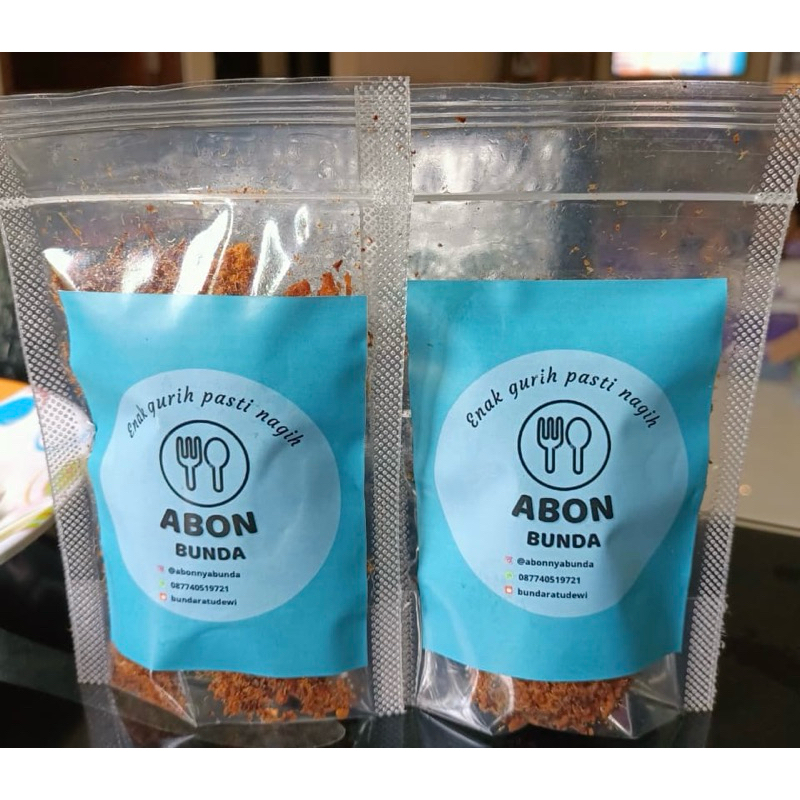 Enak gurih pasti nagih
ABON
BUNDA
@abonnyabunda
087740519721
bundaratudewi
Enak gurih pasti nagih
ABON
BUNDA
@abonnyabunda
087740519721
bundaratudewi